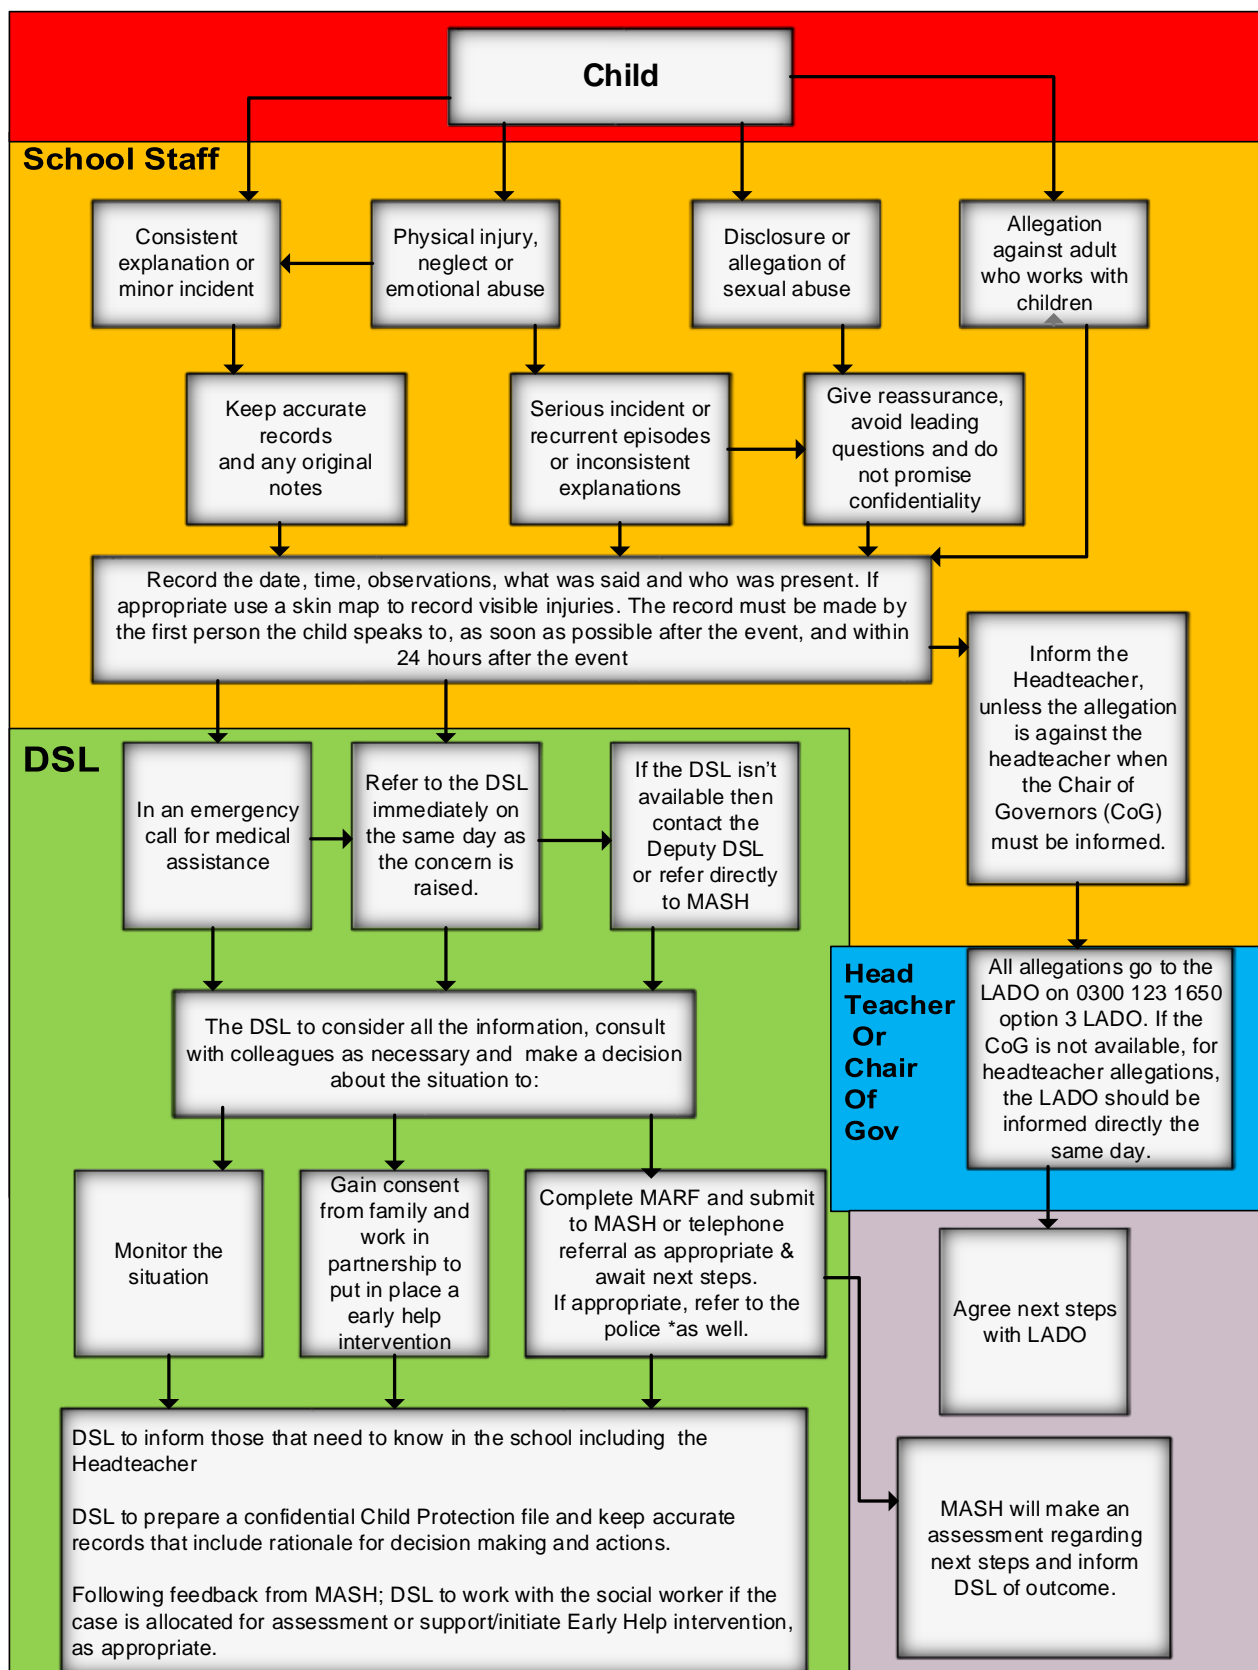 Child
School Staff
Consistent
explanation or
minor incident
Physical injury,
neglect or
emotional abuse
Disclosure or
allegation of
sexual abuse
Allegation
against adult
who works with
children
Keep accurate
records
and any original
notes
Serious incident or
recurrent episodes
or inconsistent
explanations
Give reassurance,
avoid leading
questions and do
not promise
confidentiality
Record the date, time, observations, what was said and who was present. If
appropriate use a skin map to record visible injuries. The record must be made by
the first person the child speaks to, as soon as possible after the event, and within
24 hours after the event
Inform the
Headteacher,
unless the allegation
is against the
headteacher when
the Chair of
Governors (CoG)
must be informed.
DSL
In an emergency
call for medical
assistance
Refer to the DSL
immediately on
the same day as
the concern is
raised.
If the DSL isn't
available then
contact the
Deputy DSL
or refer directly
to MASH
Head
Teacher
Or
Chair
Of
Gov
All allegations go to the
LADO on 0300 123 1650
option 3 LADO. If the
CoG is not available, for
headteacher allegations,
the LADO should be
informed directly the
same day.
The DSL to consider all the information, consult
with colleagues as necessary and make a decision
about the situation to:
Monitor the
situation
Gain consent
from family and
work in
partnership to
put in place a
early help
intervention
Complete MARF and submit
to MASH or telephone
referral as appropriate &
await next steps.
If appropriate, refer to the
police *as well.
Agree next steps
with LADO
DSL to inform those that need to know in the school including the
Headteacher
DSL to prepare a confidential Child Protection file and keep accurate
records that include rationale for decision making and actions.
Following feedback from MASH; DSL to work with the social worker if the
case is allocated for assessment or support/initiate Early Help intervention,
as appropriate.
MASH will make an
assessment regarding
next steps and inform
DSL of outcome.